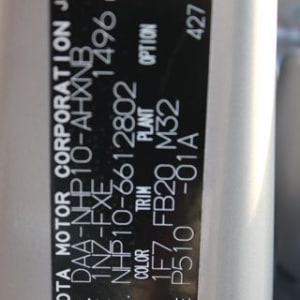 OTA MOTOR CORPORATION J
DAA-NHP10-AHXNB
1NZ-FXE 1496
NHP10-6612802
COLOR TRIM PLANT OPTION
1F7 FB20 M32 427
P510 -01A